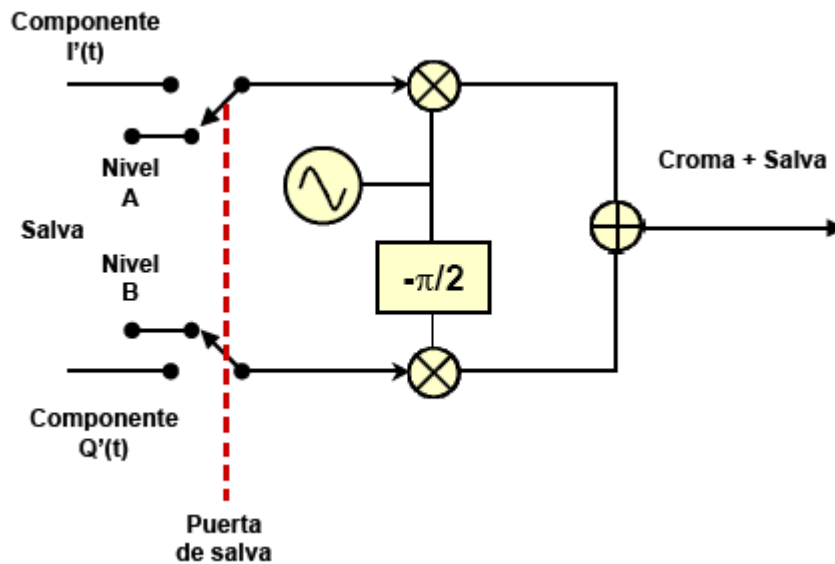 Componente
I'(t)
Nivel
A
Salva
Nivel
B
Componente
Q'(t)
Puerta
de salva
-π/2
Croma + Salva